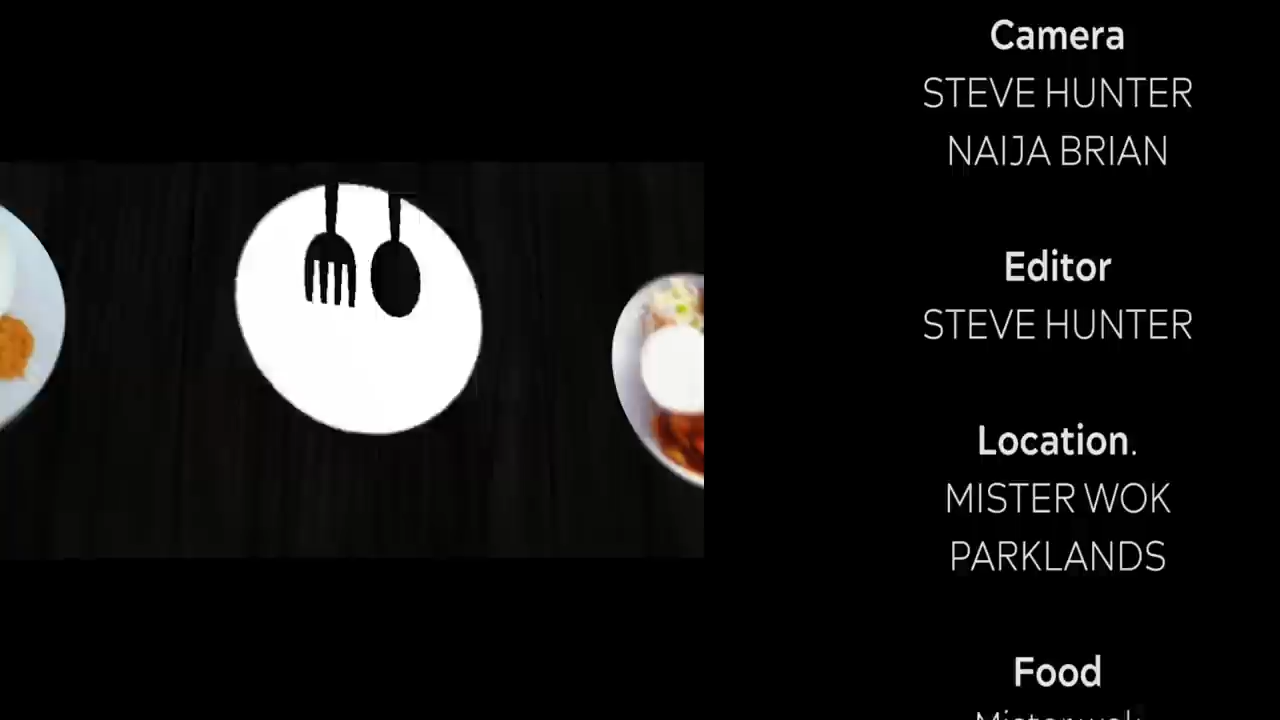 Camera
STEVE HUNTER
NAIJA BRIAN
Editor
STEVE HUNTER
Location.
MISTER WOK
PARKLANDS
Food